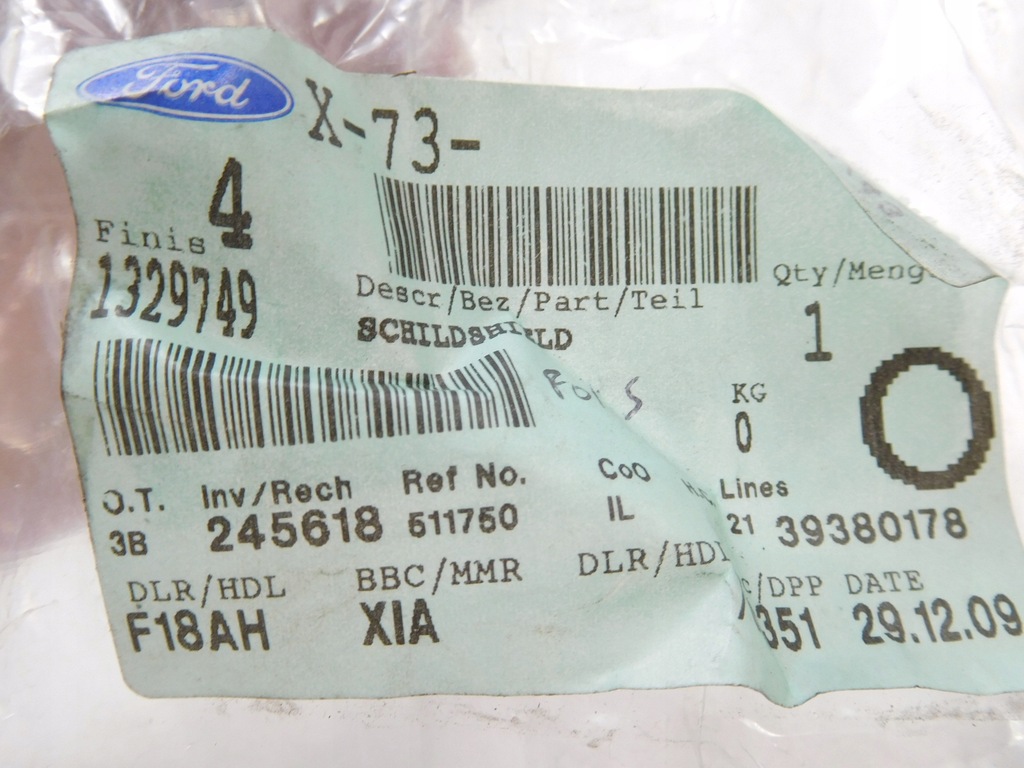 Ford
X-73-
4
Finis
1329749
Descr/Bez/Part/Teil
SCHILDSHIELD
Qty/Meng
1
KG
0
O.T. Inv/Rech Ref No. CoO Lines
3B 245618 511750 IL 21 39380178
DLR/HDL BBC/MMR DLR/HDL /DPP DATE
F18AH XIA 351 29.12.09